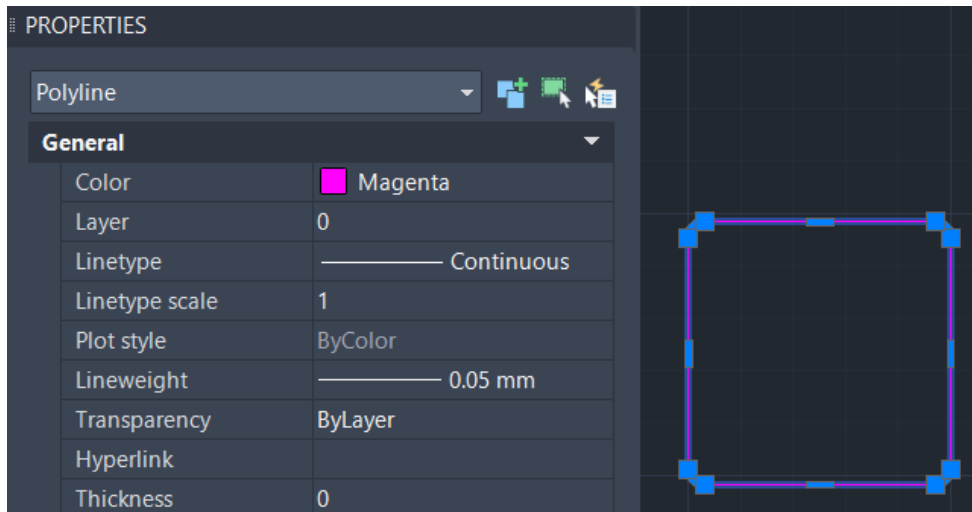 PROPERTIES
Polyline
General
Color Magenta
Layer 0
Linetype Continuous
Linetype scale 1
Plot style ByColor
Lineweight 0.05 mm
Transparency ByLayer
Hyperlink
Thickness 0